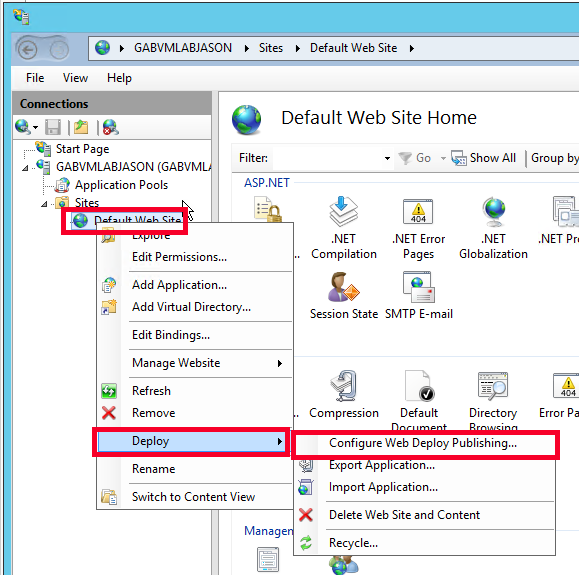 GABVMLABJASON Sites Default Web Site
File View Help
Connections
Start Page
GABVMLABJASON (GABVMLA
Application Pools
Sites
Default Web Site
Explore
Edit Permissions...
Add Application...
Add Virtual Directory...
Edit Bindings...
Manage Website
Refresh
Remove
Deploy
Rename
Switch to Content View
Default Web Site Home
Filter: Go Show All Group by
ASP.NET
.NET
Compilation
.NET Error
Pages
.NET
Globalization
.NET Pro
Session State
SMTP E-mail
Compression
Default
Document
Directory
Browsing
Error Pa
Configure Web Deploy Publishing...
Export Application...
Import Application...
Delete Web Site and Content
Recycle...
Managem